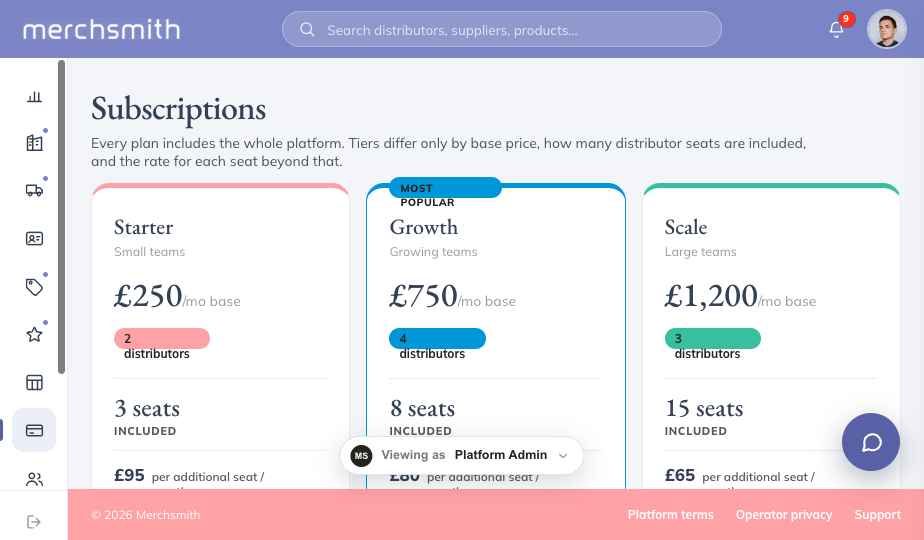 merchsmith
Search distributors, suppliers, products...
9
Subscriptions
Every plan includes the whole platform. Tiers differ only by base price, how many distributor seats are included,
and the rate for each seat beyond that.
MOST
POPULAR
Starter
Small teams
£250/mo base
2
distributors
3 seats
INCLUDED
£95 per additional seat /
Growth
Growing teams
£750/mo base
4
distributors
8 seats
INCLUDED
£80 per additional seat /
Scale
Large teams
£1,200/mo base
3
distributors
15 seats
INCLUDED
£65 per additional seat /
MS Viewing as Platform Admin
© 2026 Merchsmith
Platform terms Operator privacy Support